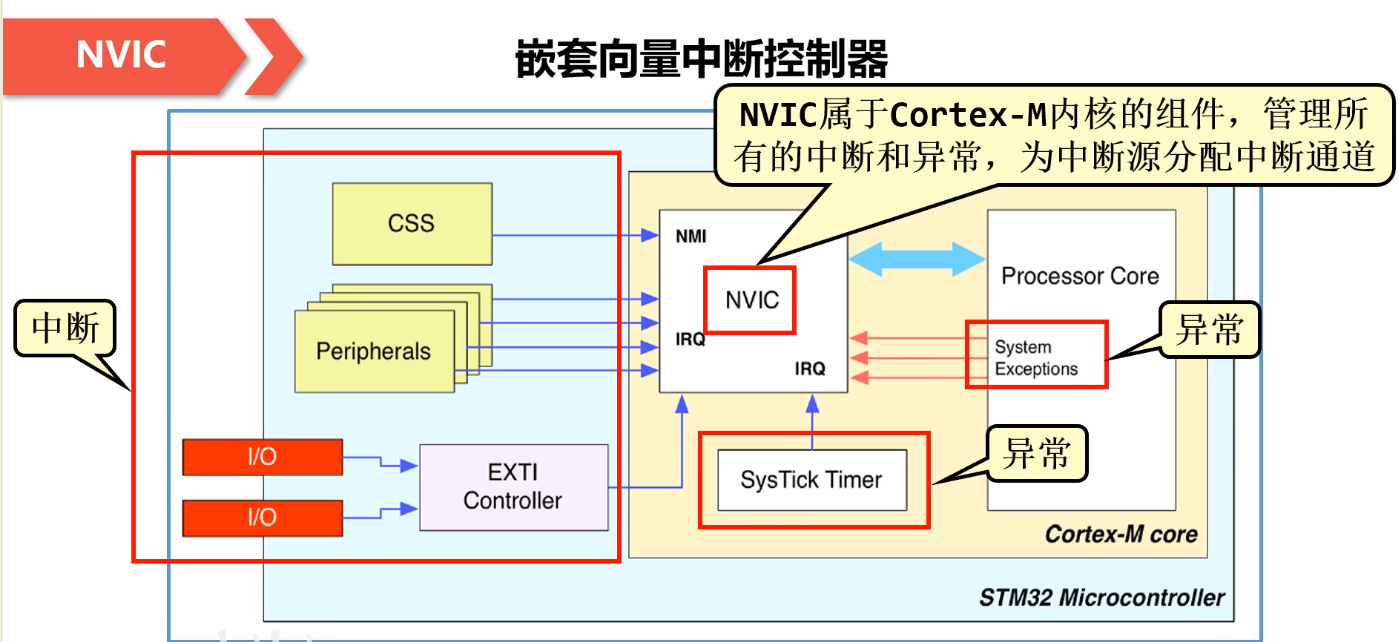 NVIC
嵌套向量中断控制器
NVIC属于Cortex-M内核的组件，管理所
有的中断和异常，为中断源分配中断通道
CSS
NMI
NVIC
Processor Core
中断
Peripherals
IRQ
IRQ
System
Exceptions
异常
I/O
I/O
EXTI
Controller
SysTick Timer
异常
Cortex-M core
STM32 Microcontroller